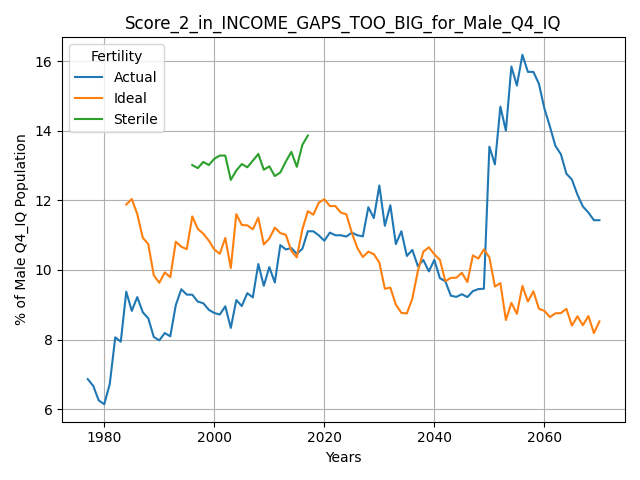 Score_2_in_INCOME_GAPS_TOO_BIG_for_Male_Q4_IQ
Fertility
Actual
Ideal
Sterile
% of Male Q4_IQ Population
16
14
12
10
8
6
1980
2000
2020
2040
2060
Years